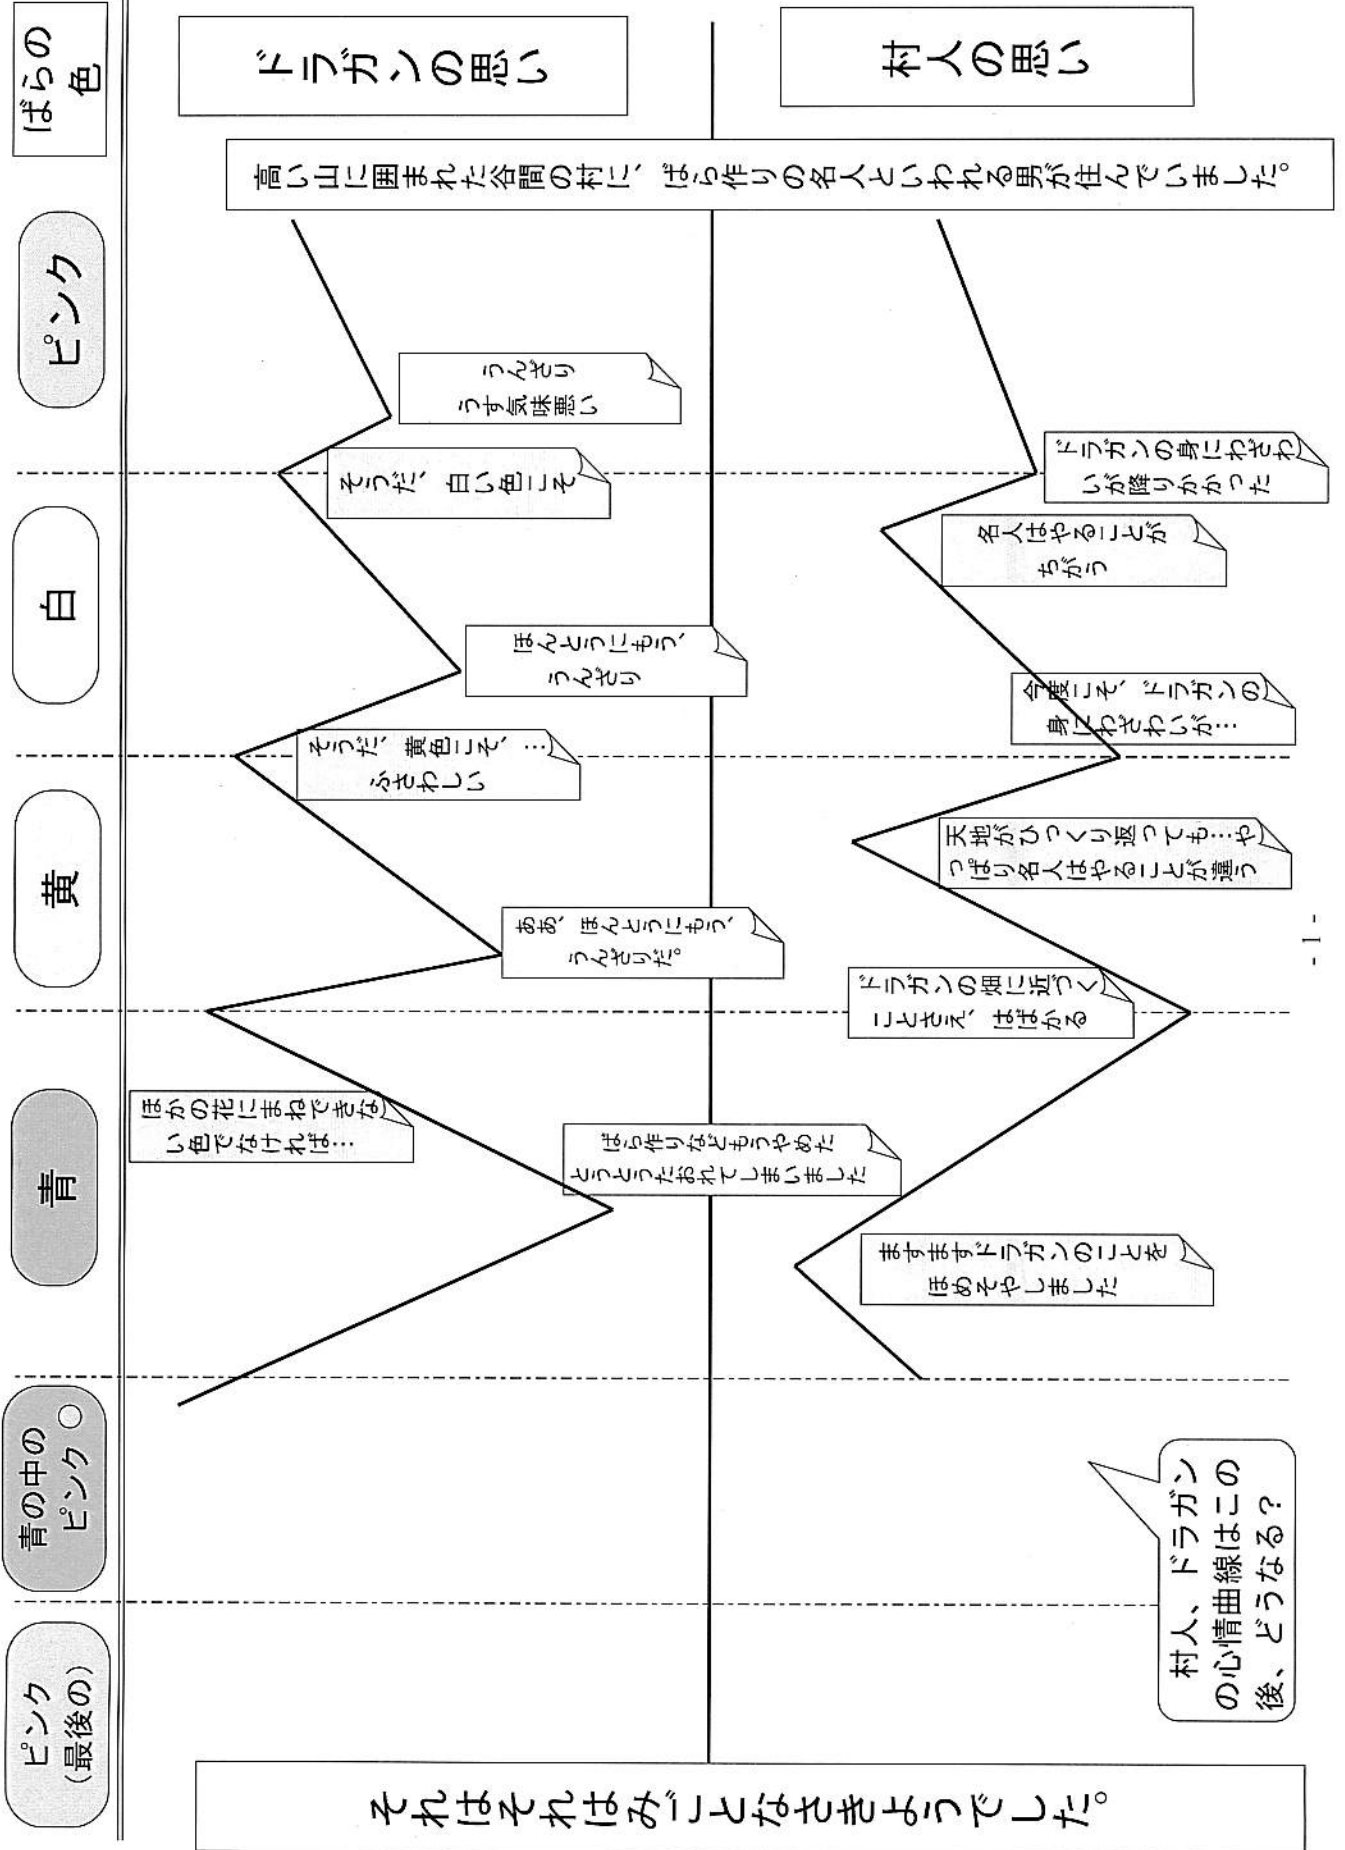 ばらの
色
ドラガンの思い
村人の思い
高い山に囲まれた谷間の村に、ばら作りの名人といわれる男が住んでいました。
ピンク
うんざり
うす気味悪い
そうだ、白い色こそ
ドラガンの身にわざわ
いが降りかかった
白
名人はやることが
ちがう
ほんとうにもう、
うんざり
今度こそ、ドラガンの
身にわざわいが…
そうだ、黄色こそ、…
ふさわしい
黄
天地がひっくり返っても…や
っぱり名人はやることが違う
ああ、ほんとうにもう、
うんざりだ。
ドラガンの畑に近づく
ことさえ、はばかる
青
ほかの花にまねできな
い色でなければ…
ばら作りなどもうやめた
とうとうたおれてしまいました
ますますドラガンのことを
ほめそやしました
青の中の
ピンク○
村人、ドラガン
の心情曲線はこの
後、どうなる？
ピンク
(最後の)
それはそれはみごとなさきようでした。
- 1 -